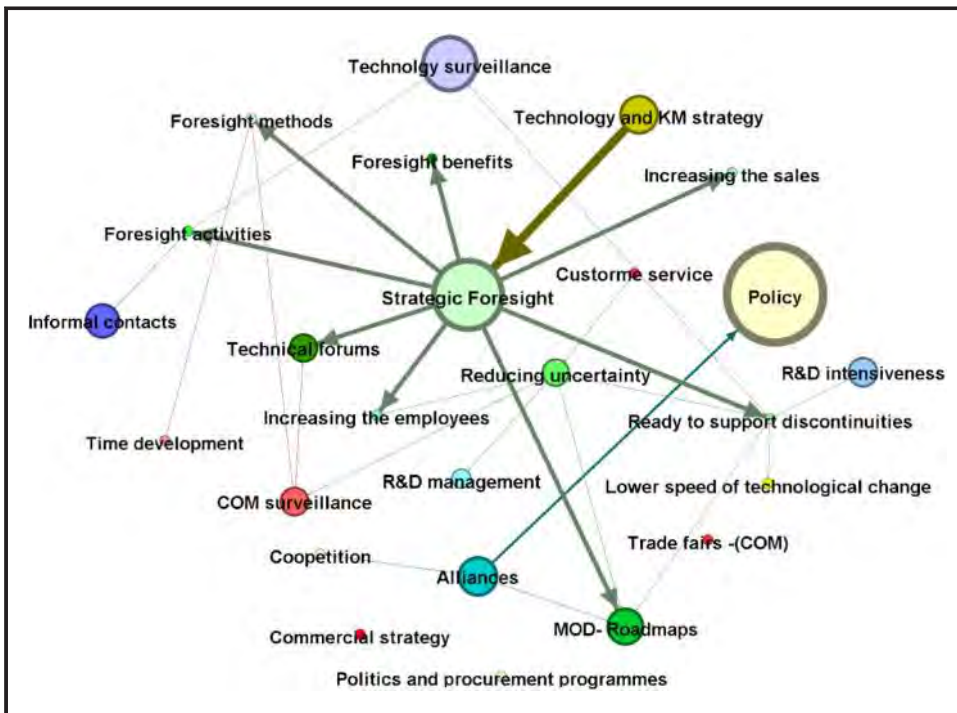 Technolgy surveillance
Foresight methods
Technology and KM strategy
Foresight benefits
Increasing the sales
Foresight activities
Custorme service
Strategic Foresight
Policy
Informal contacts
Technical forums
Reducing uncertainty
R&D intensiveness
Increasing the employees
Ready to support discontinuities
Time development
R&D management
Lower speed of technological change
COM surveillance
Trade fairs -(COM)
Coopetition
Alliances
MOD- Roadmaps
Commercial strategy
Politics and procurement programmes